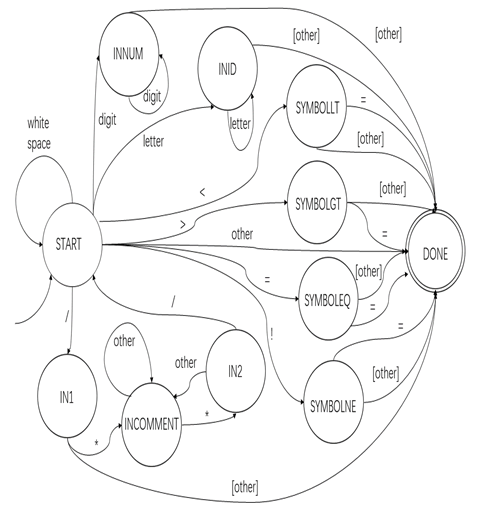 INNUM
[other]
[other]
INID
digit
SYMBOLLT
=
white
space
digit
letter
letter
[other]
<
SYMBOLGT
[other]
>
START
other
=
DONE
=
[other]
SYMBOLEQ
=
/
/
!
=
other
other
IN2
[other]
IN1
INCOMMENT
*
SYMBOLNE
*
[other]